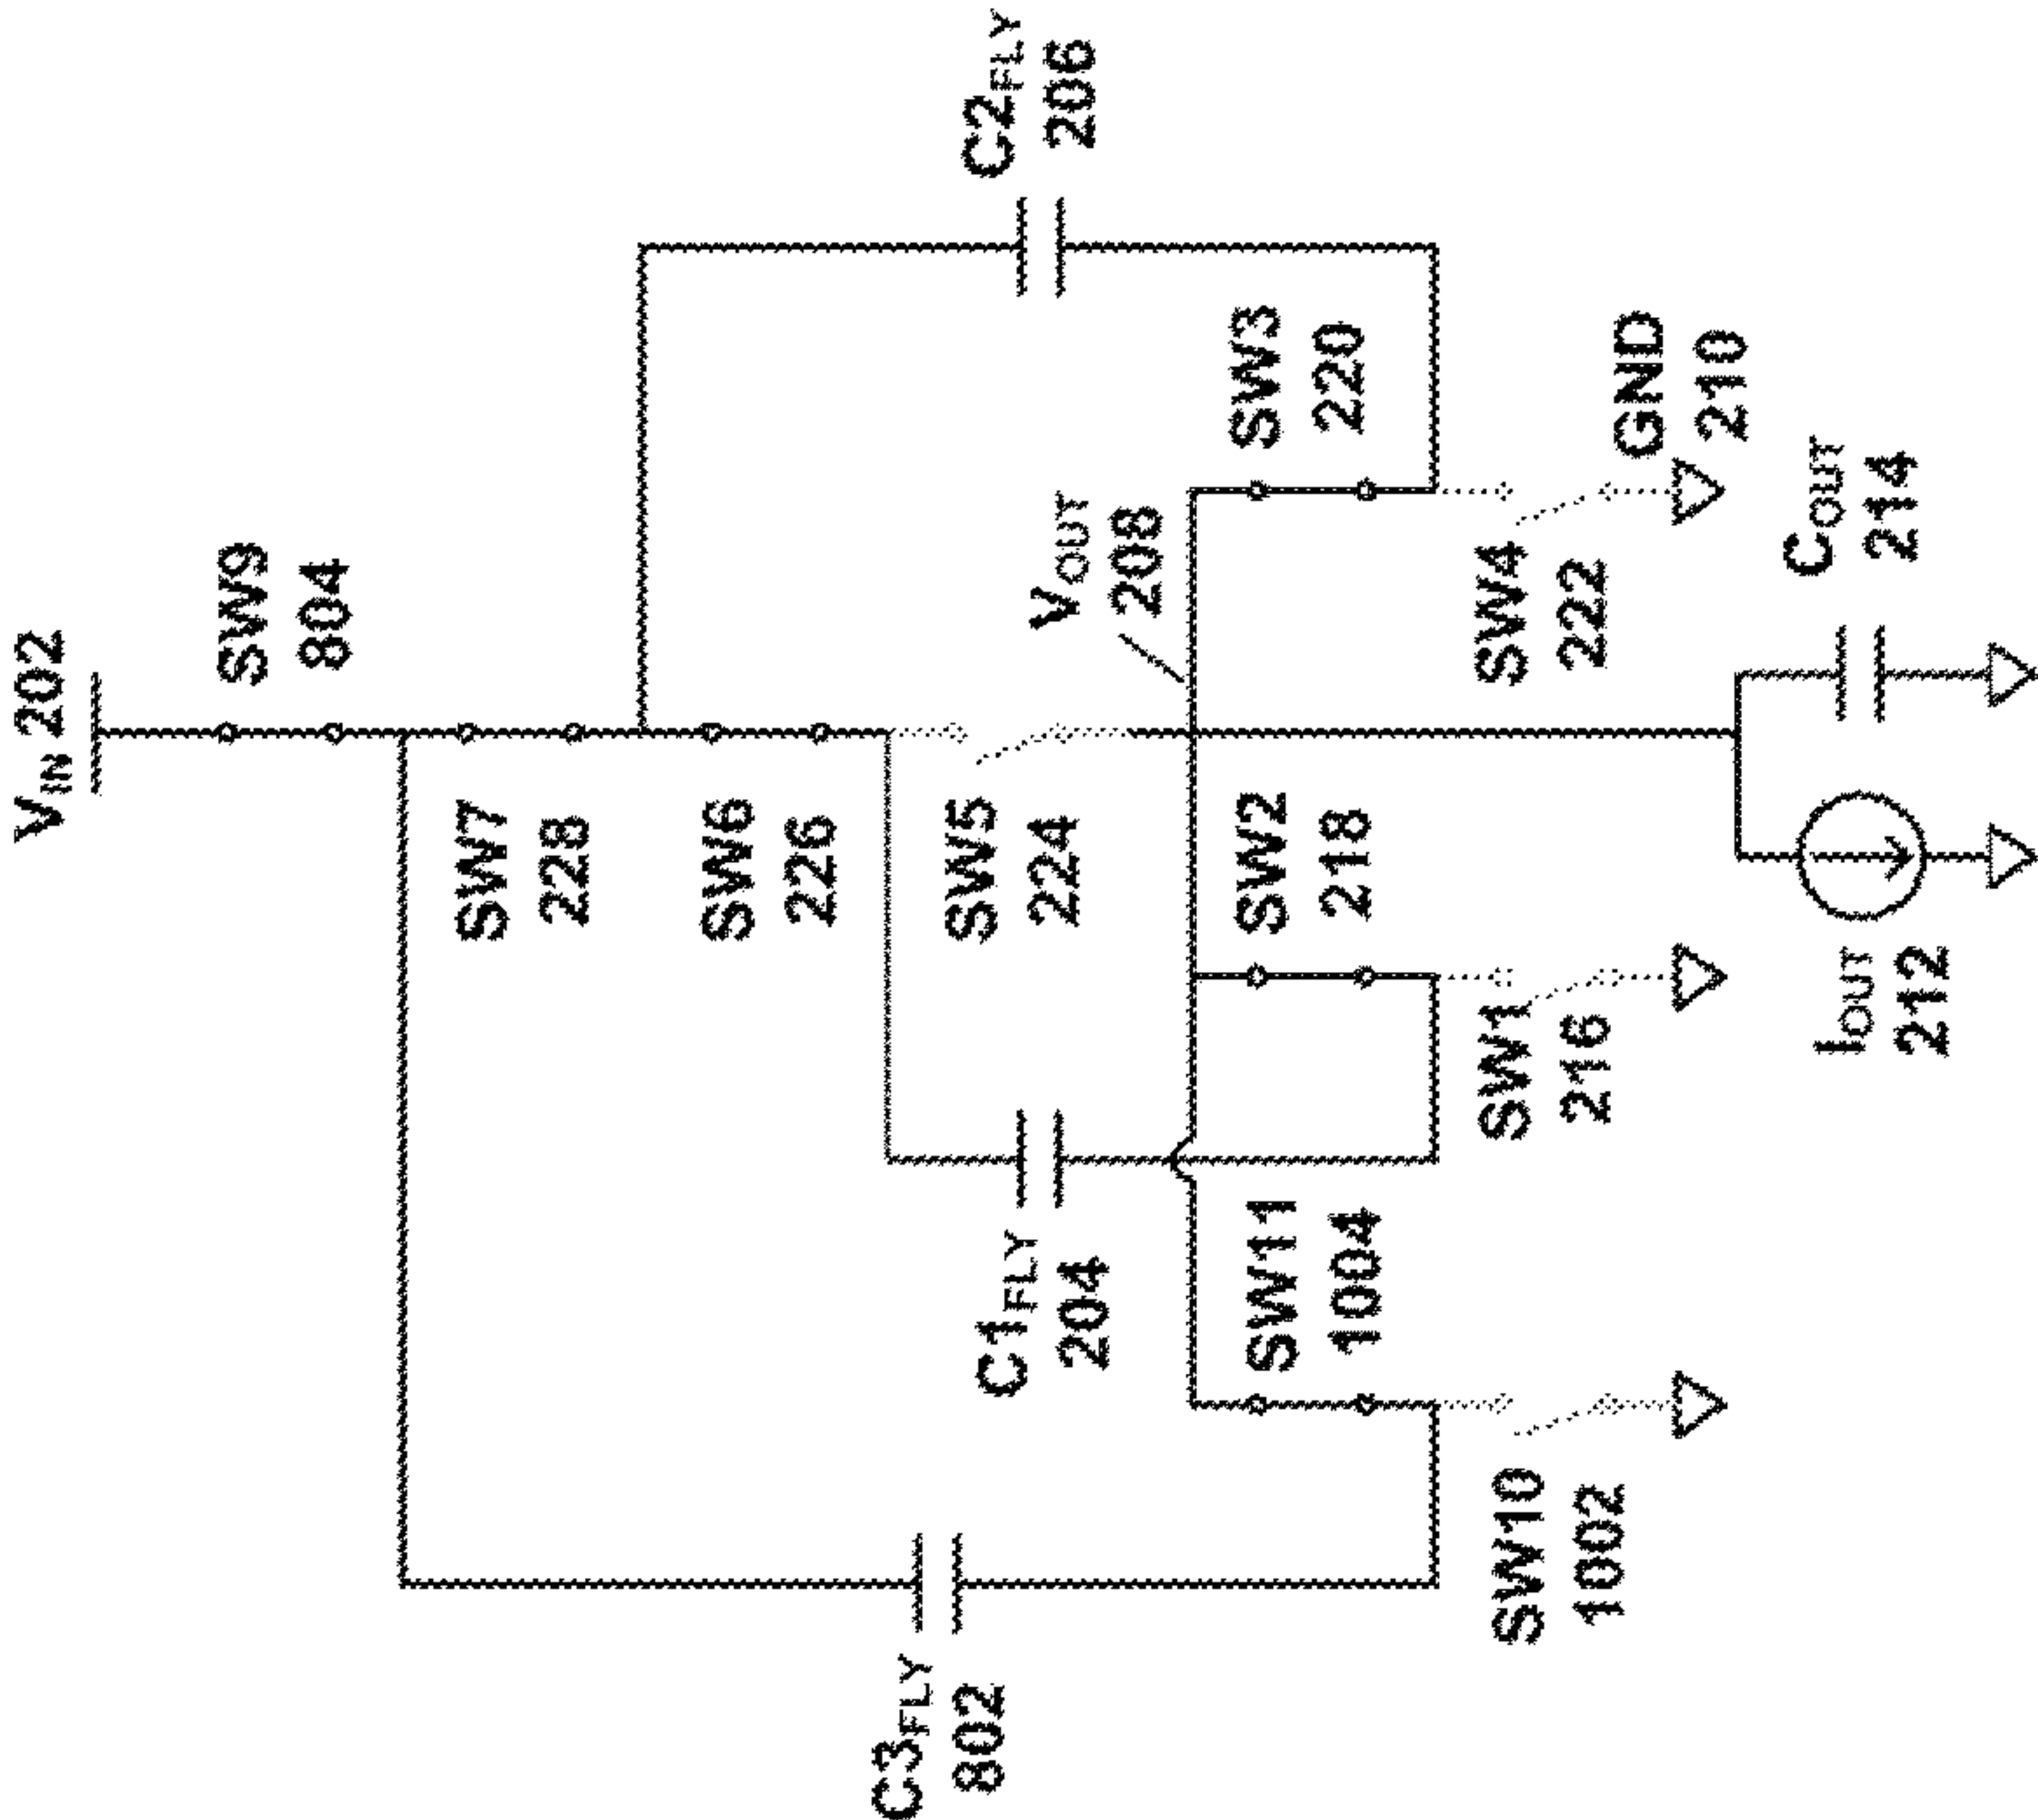 V_IN 202
SW9
804
SW7
228
SW6
226
SW5
224
C2_FLY
206
V_OUT
208
SW3
220
SW2
218
C1_FLY
204
SW11
1004
C3_FLY
802
SW4
222
GND
210
SW1
216
SW10
1002
C_OUT
214
I_OUT
212